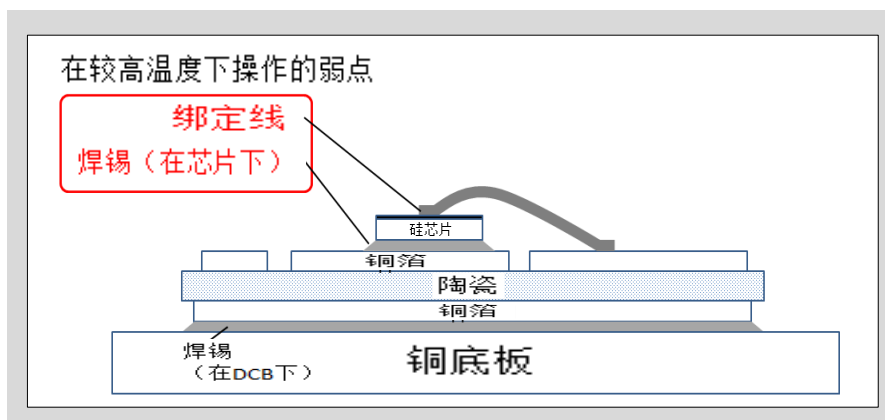 在较高温度下操作的弱点
绑定线
焊锡（在芯片下）
硅芯片
铜箔
陶瓷
铜箔
焊锡
（在DCB下）
铜底板